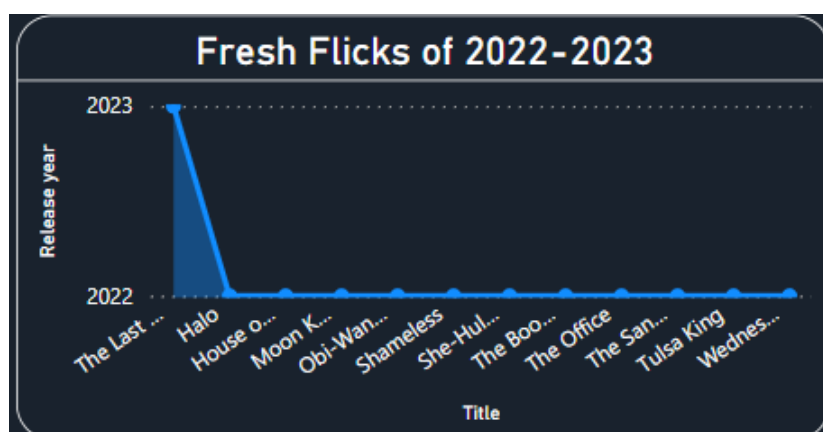 Fresh Flicks of 2022-2023
2023
Release year
2022
The Last ...
Halo
House o...
Moon K...
Obi-Wan...
Shameless
She-Hul...
The Boo...
The Office
The San...
Tulsa King
Wednes...
Title